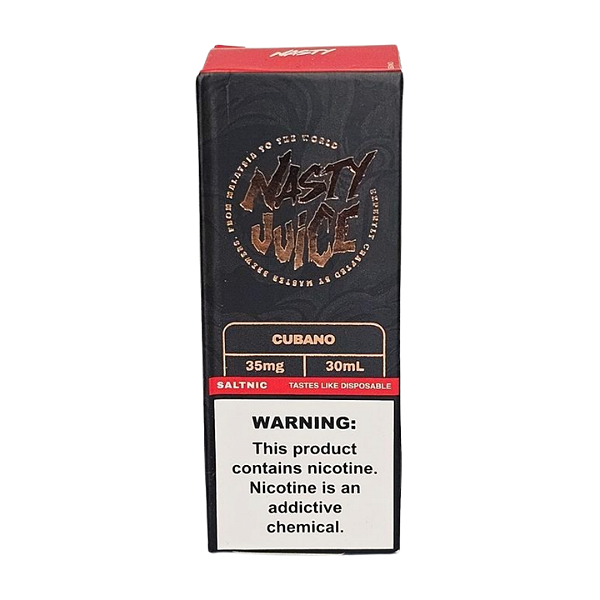 NASTY
FROM MALAYSIA TO THE WORLD
NASTY
JUICE
EXPERTLY CRAFTED BY MASTER BREWERS.
CUBANO
35mg
30mL
SALTNIC
TASTES LIKE DISPOSABLE
WARNING:
This product
contains nicotine.
Nicotine is an
addictive
chemical.